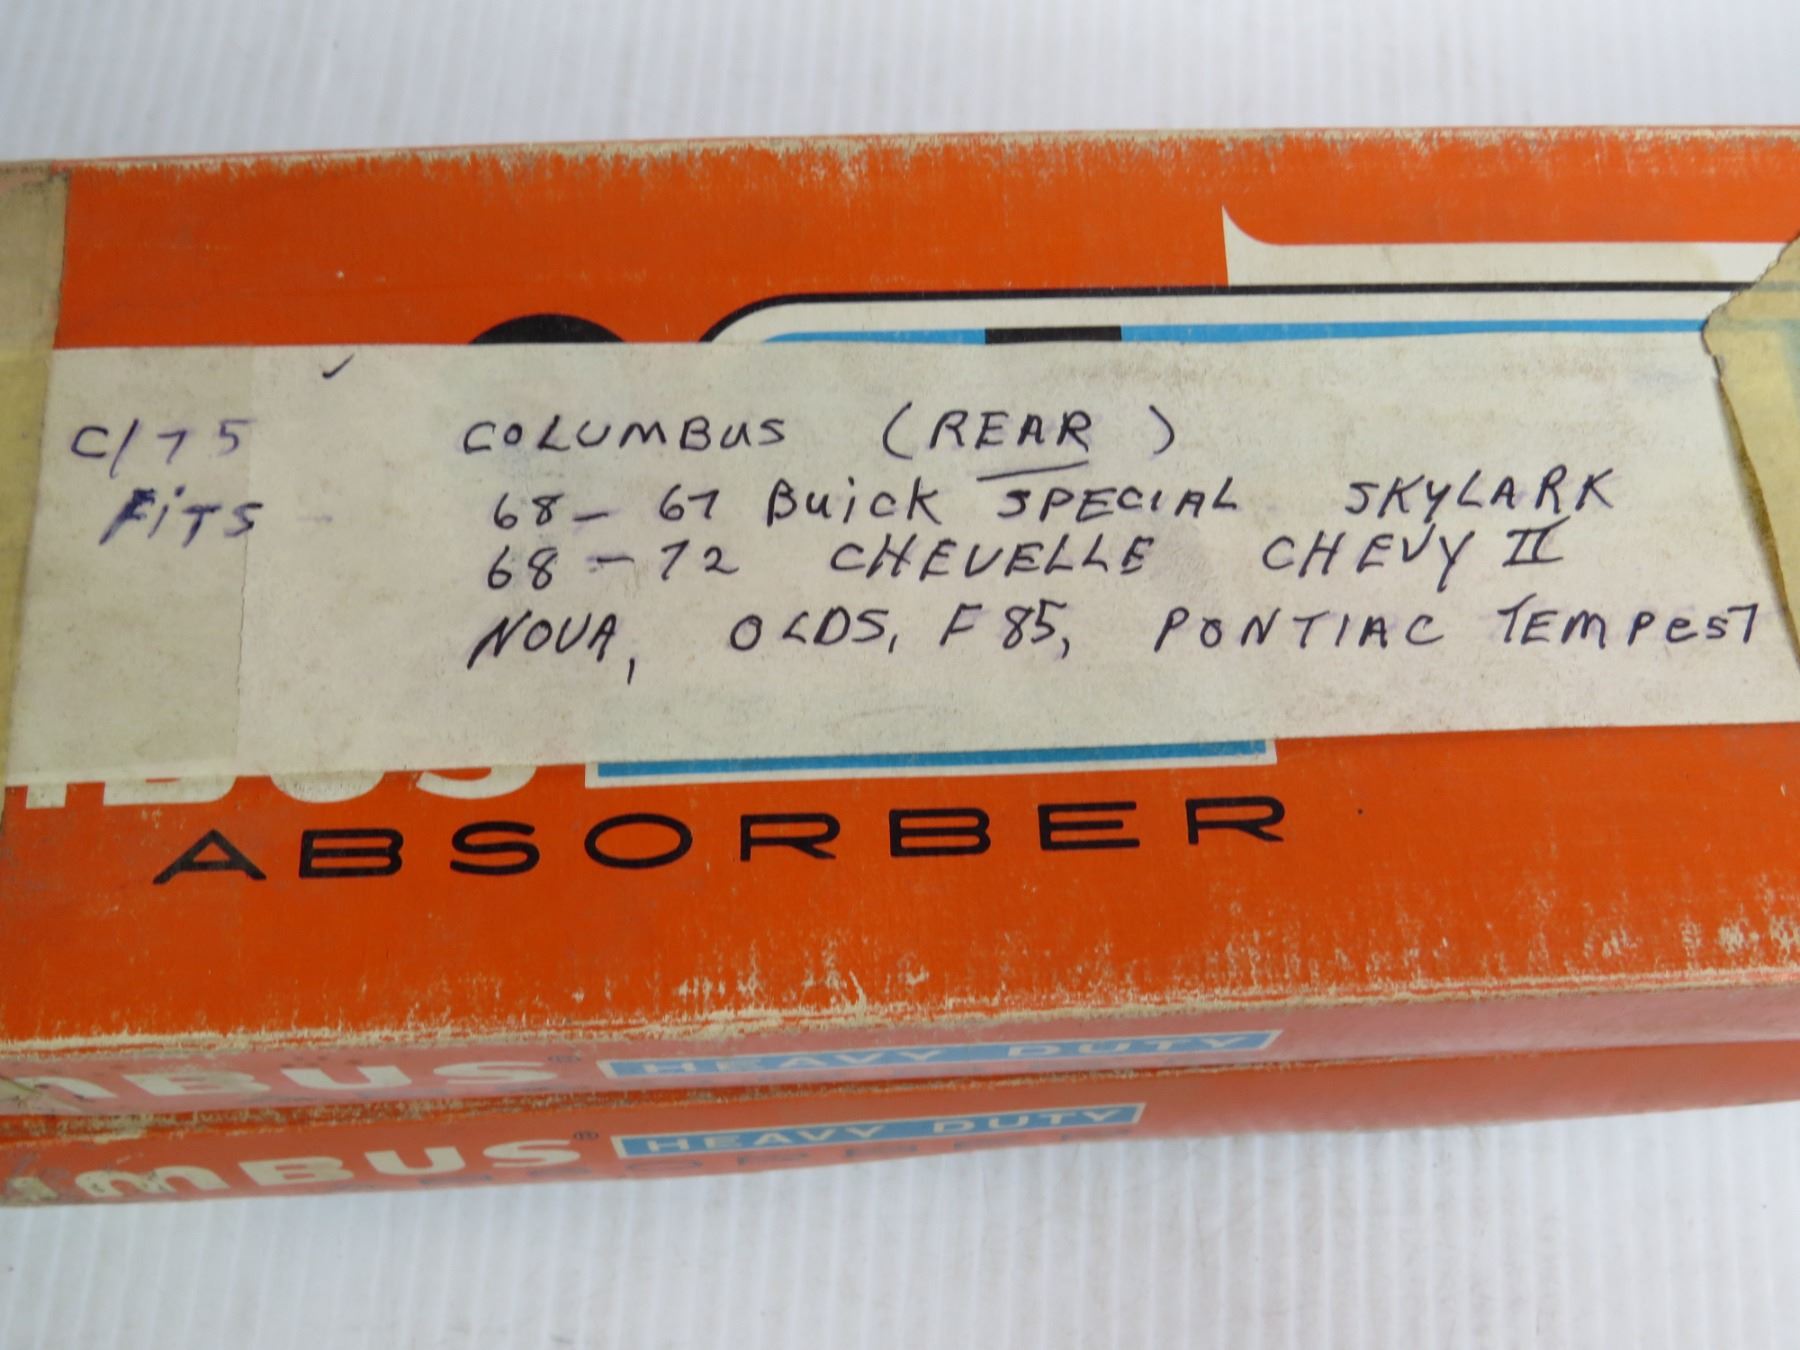 C/75 COLUMBUS (REAR)
FiTS - 68-67 BuicK SPECIAL SKYLARK
68-72 CHEVELLE CHEVY II
NOVA, OLDS, F85, PONTIAC TEMPesT
MBUS
ABSORBER
MBUS® HEAVY DUTY
UMBUS® HEAVY DUTY